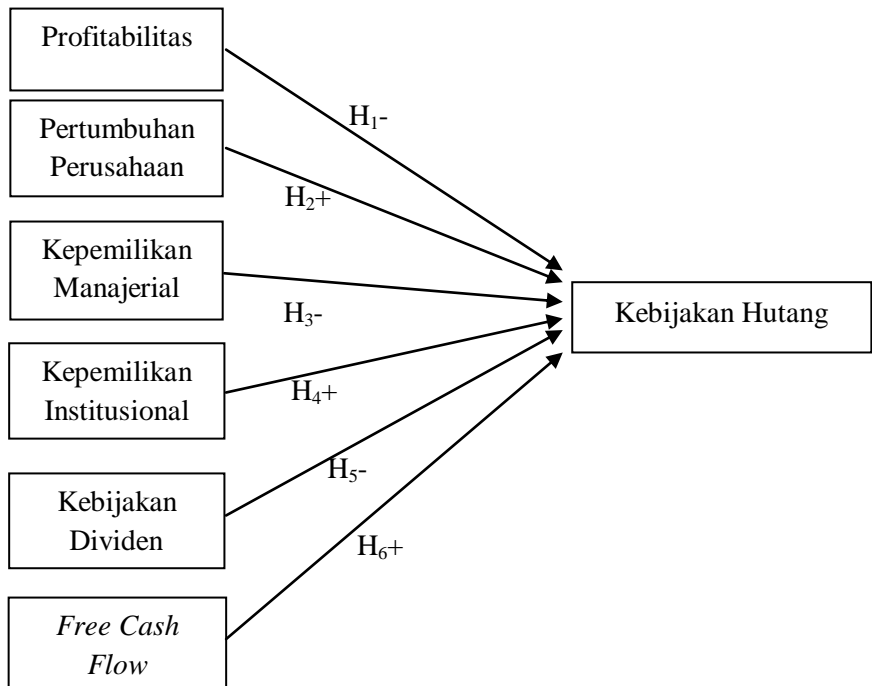 Profitabilitas
H₁-
Pertumbuhan
Perusahaan
H₂+
Kepemilikan
Manajerial
H₃-
Kebijakan Hutang
Kepemilikan
Institusional
H₄+
Kebijakan
Dividen
H₅-
H₆+
Free Cash
Flow